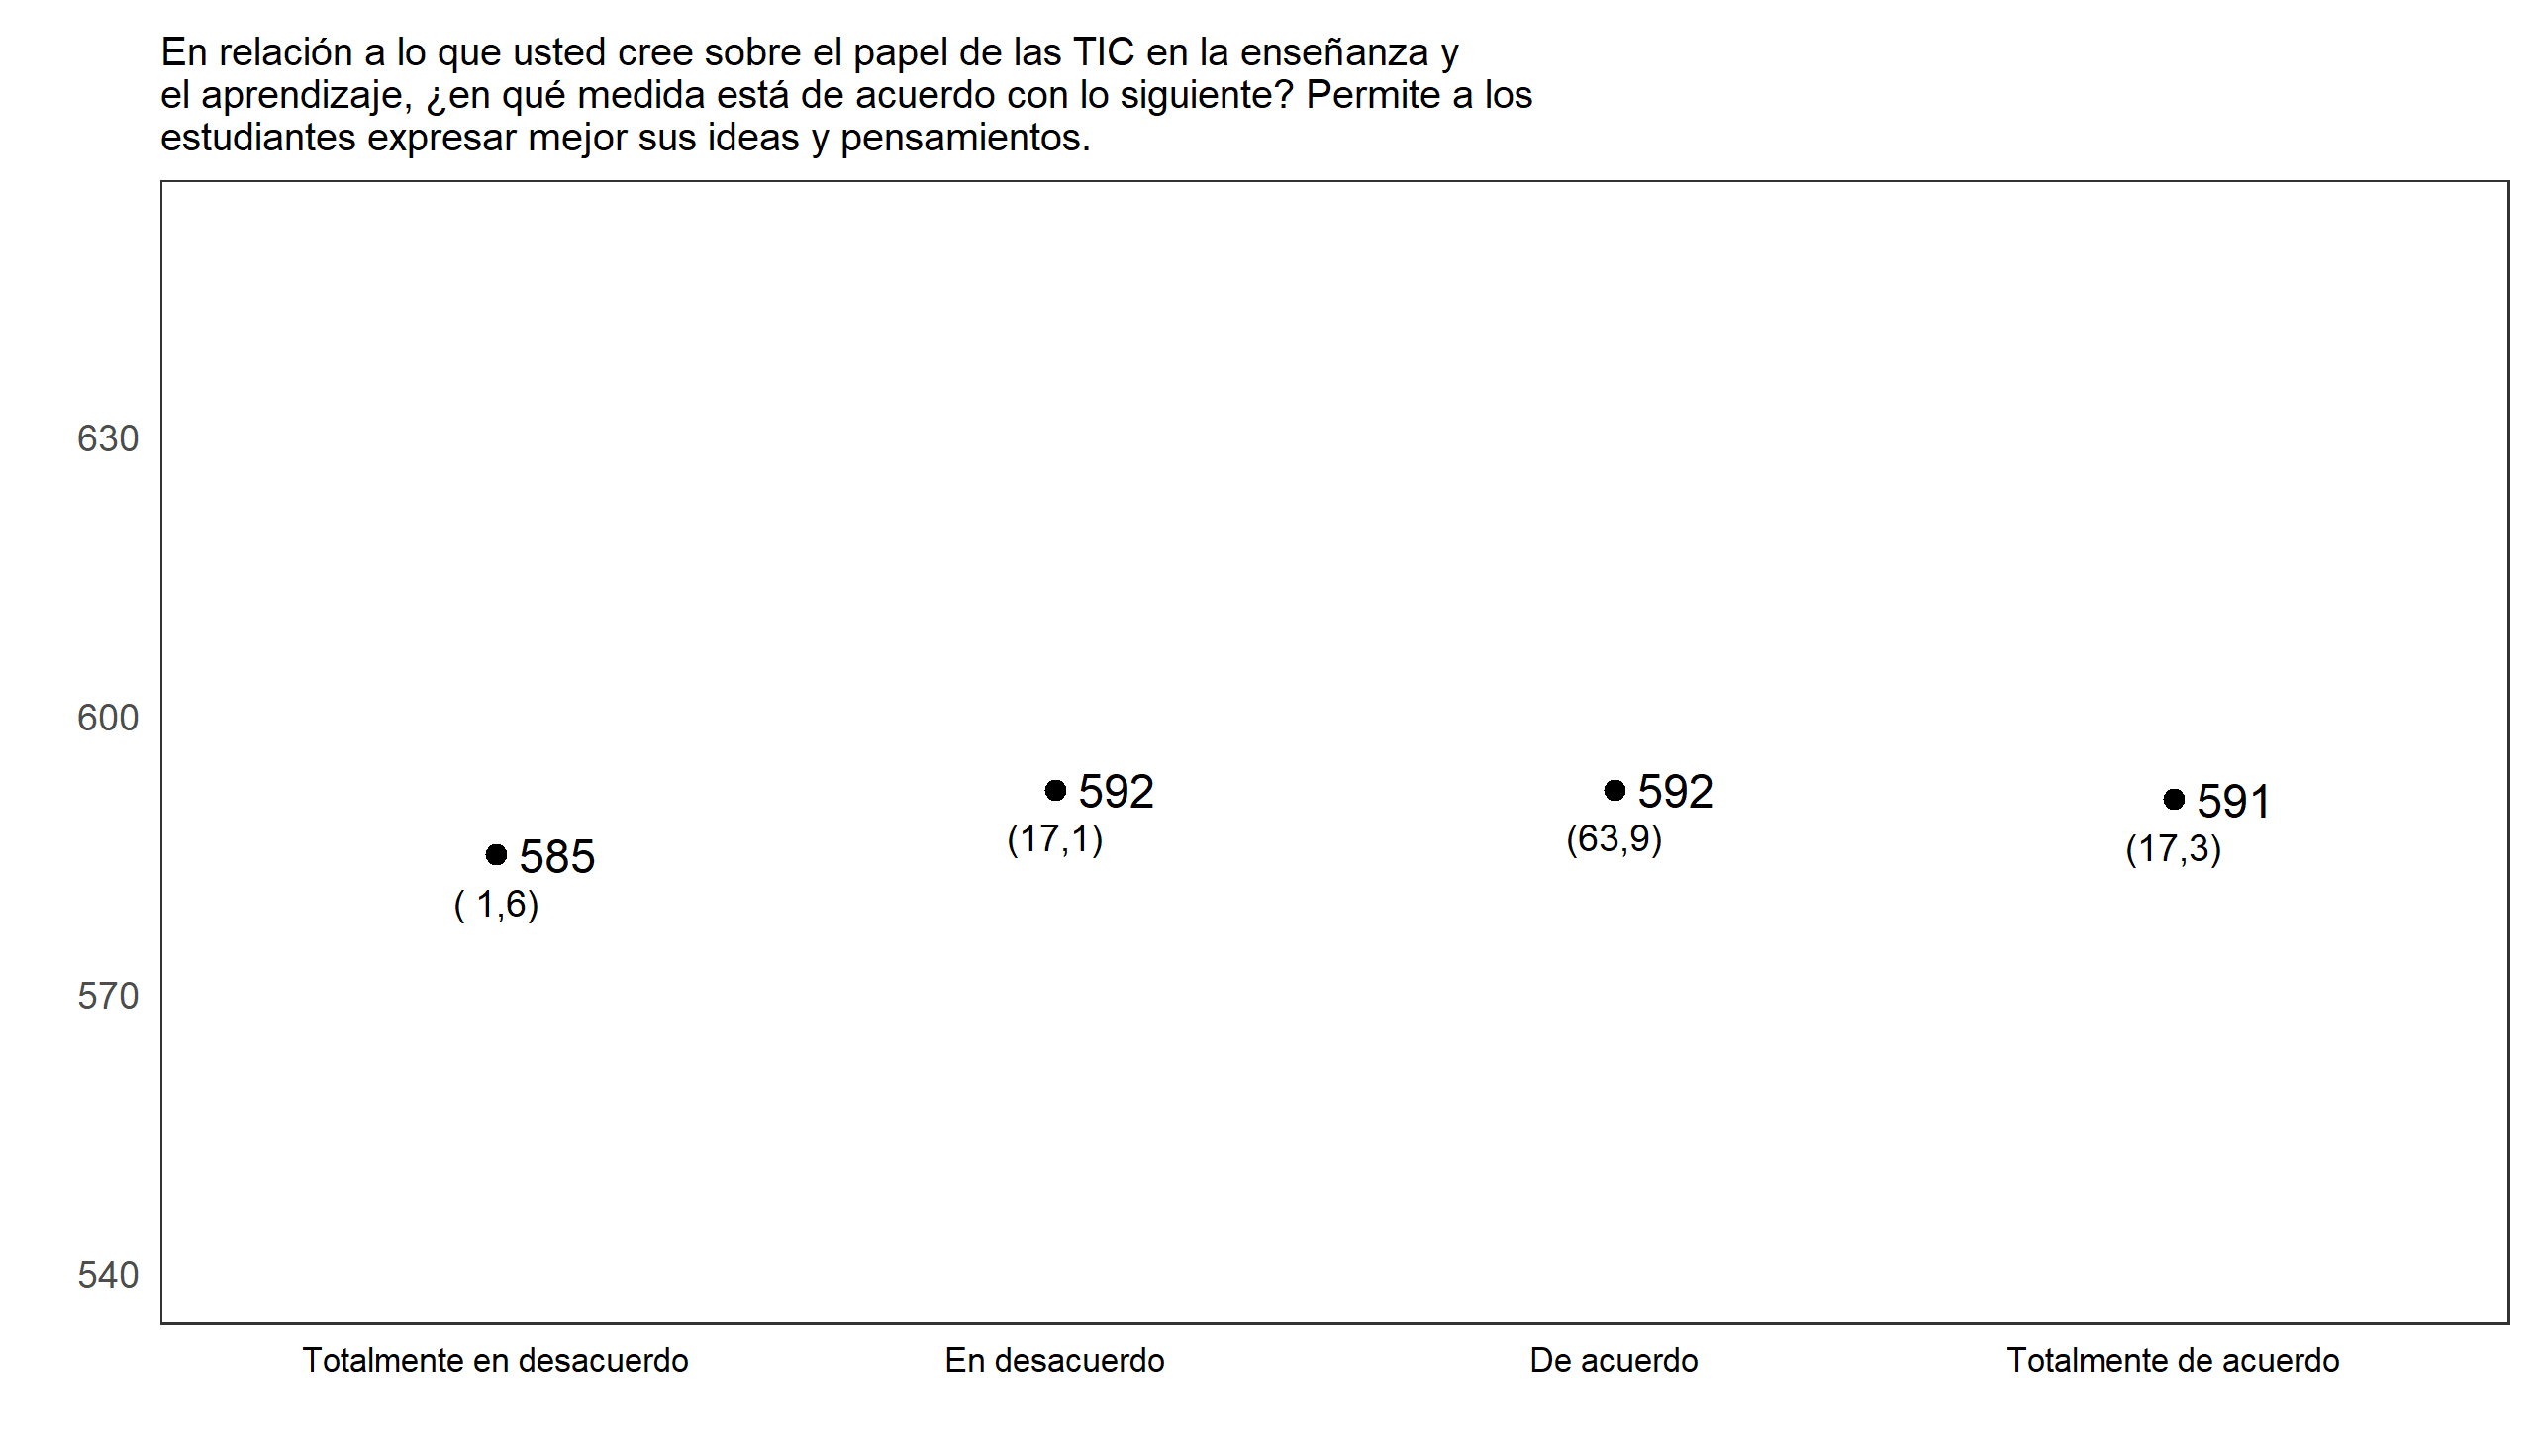 En relación a lo que usted cree sobre el papel de las TIC en la enseñanza y
el aprendizaje, ¿en qué medida está de acuerdo con lo siguiente? Permite a los
estudiantes expresar mejor sus ideas y pensamientos.
630
600
570
540
585
( 1,6)
592
(17,1)
592
(63,9)
591
(17,3)
Totalmente en desacuerdo
En desacuerdo
De acuerdo
Totalmente de acuerdo